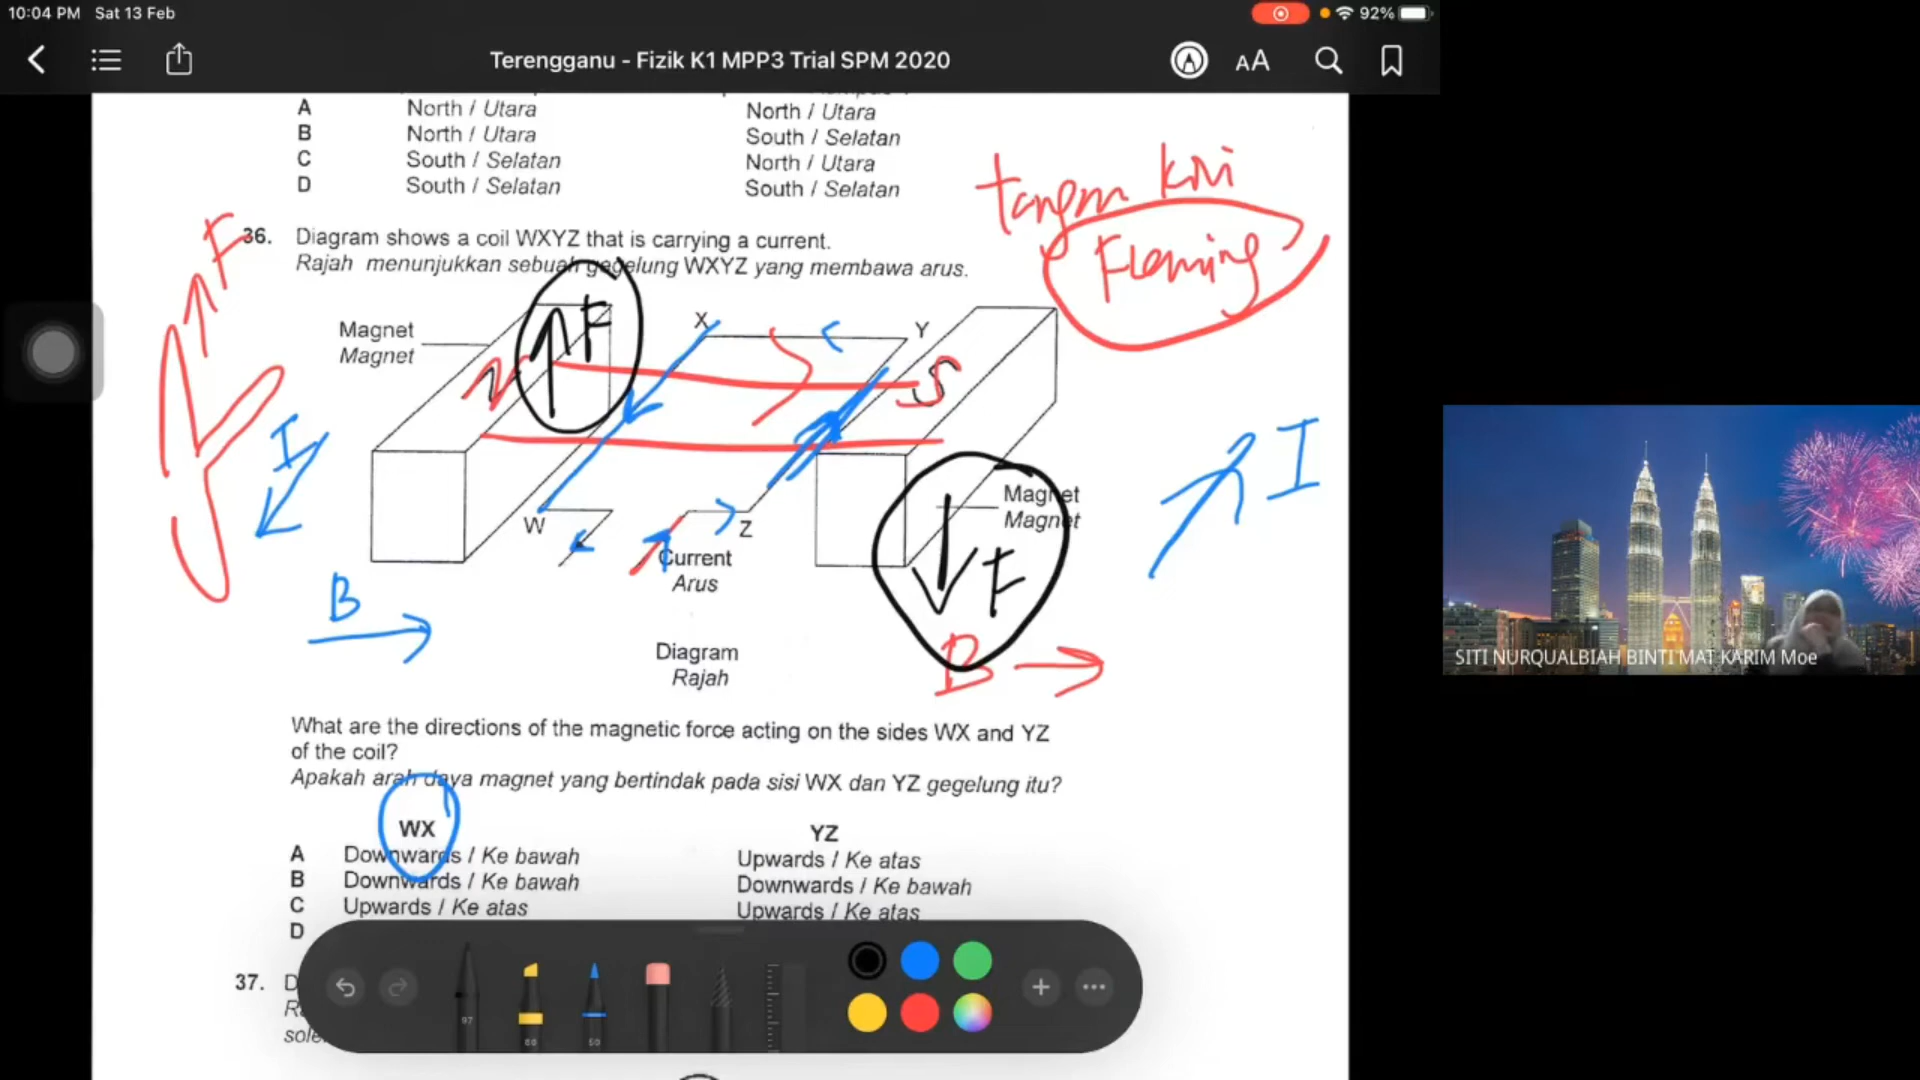 10:04 PM Sat 13 Feb
92%
Terengganu - Fizik K1 MPP3 Trial SPM 2020
AA
A North / Utara North / Utara
B North / Utara South / Selatan
C South / Selatan North / Utara
D South / Selatan South / Selatan
tangan kiri
Fleming
F
36. Diagram shows a coil WXYZ that is carrying a current.
Rajah menunjukkan sebuah gegelung WXYZ yang membawa arus.
Magnet
Magnet
N
F
X
Y
S
I
I
W
Z
Current
Arus
Magnet
Magnet
F
B
B
Diagram
Rajah
What are the directions of the magnetic force acting on the sides WX and YZ
of the coil?
Apakah arah daya magnet yang bertindak pada sisi WX dan YZ gegelung itu?
WX YZ
A Downwards / Ke bawah Upwards / Ke atas
B Downwards / Ke bawah Downwards / Ke bawah
C Upwards / Ke atas Upwards / Ke atas
D
37. D
sole
97
80
50
SITI NURQUALBIAH BINTI MAT KARIM Moe